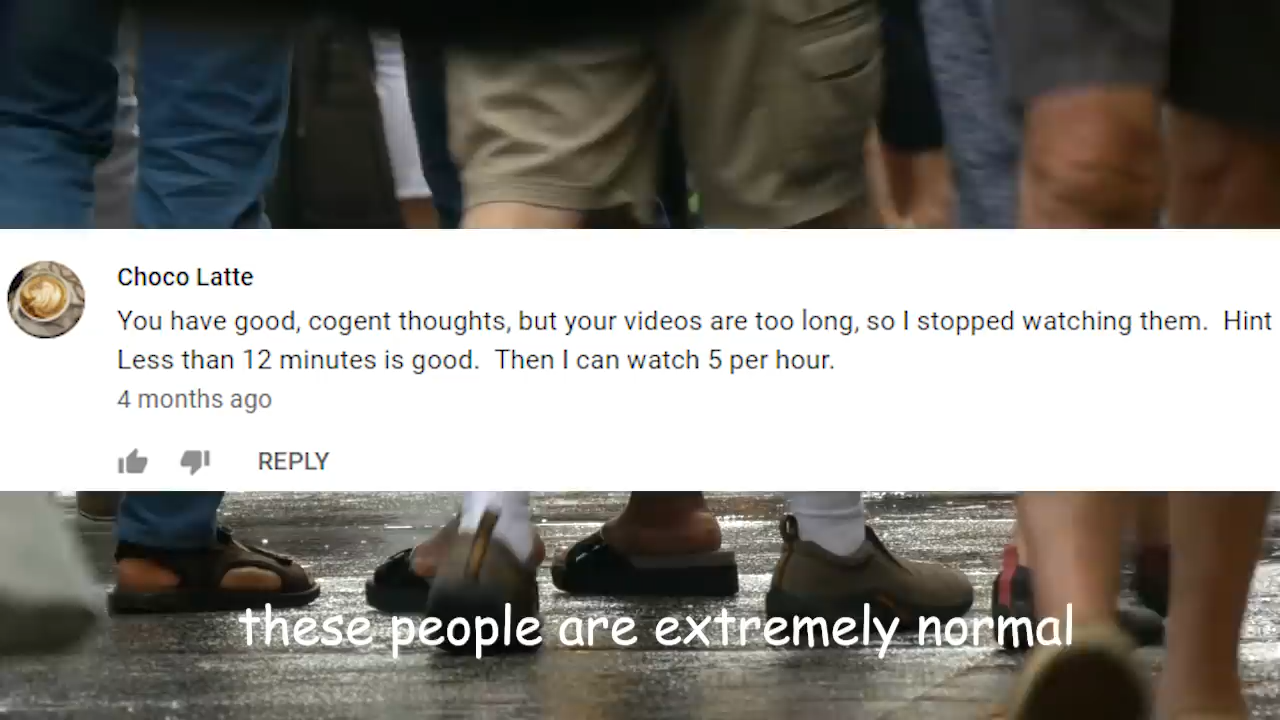 Choco Latte
You have good, cogent thoughts, but your videos are too long, so I stopped watching them.  Hint
Less than 12 minutes is good.  Then I can watch 5 per hour.
4 months ago
REPLY
these people are extremely normal